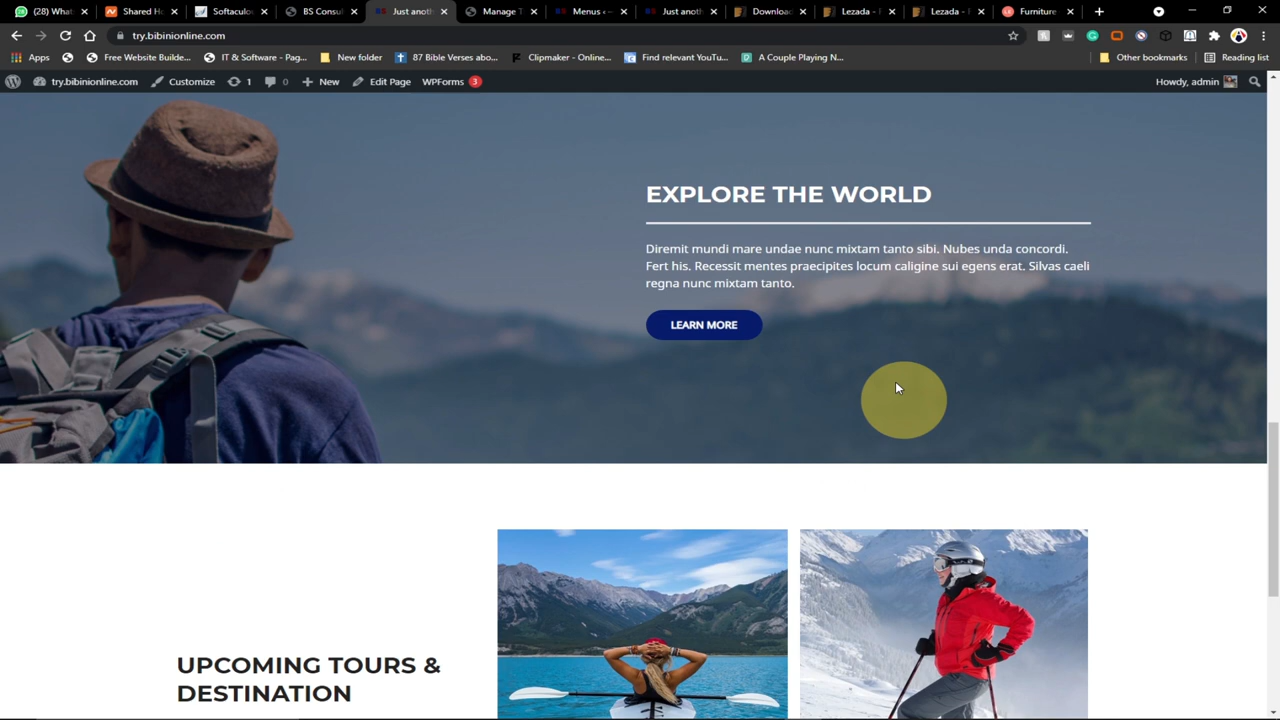 (28) What
Shared Ho
Softaculo
BS Consul
Just anoth
Manage T
Menus ‹
Just anoth
Download
Lezada -
Lezada -
Furniture
try.bibinionline.com
Apps
Free Website Builde...
IT & Software - Pag...
New folder
87 Bible Verses abo...
Clipmaker - Online...
Find relevant YouTu...
A Couple Playing N...
Other bookmarks
Reading list
try.bibinionline.com
Customize
1
0
New
Edit Page
WPForms 3
Howdy, admin
EXPLORE THE WORLD
Diremit mundi mare undae nunc mixtam tanto sibi. Nubes unda concordi.
Fert his. Recessit mentes praecipites locum caligine sui egens erat. Silvas caeli
regna nunc mixtam tanto.
LEARN MORE
UPCOMING TOURS &
DESTINATION